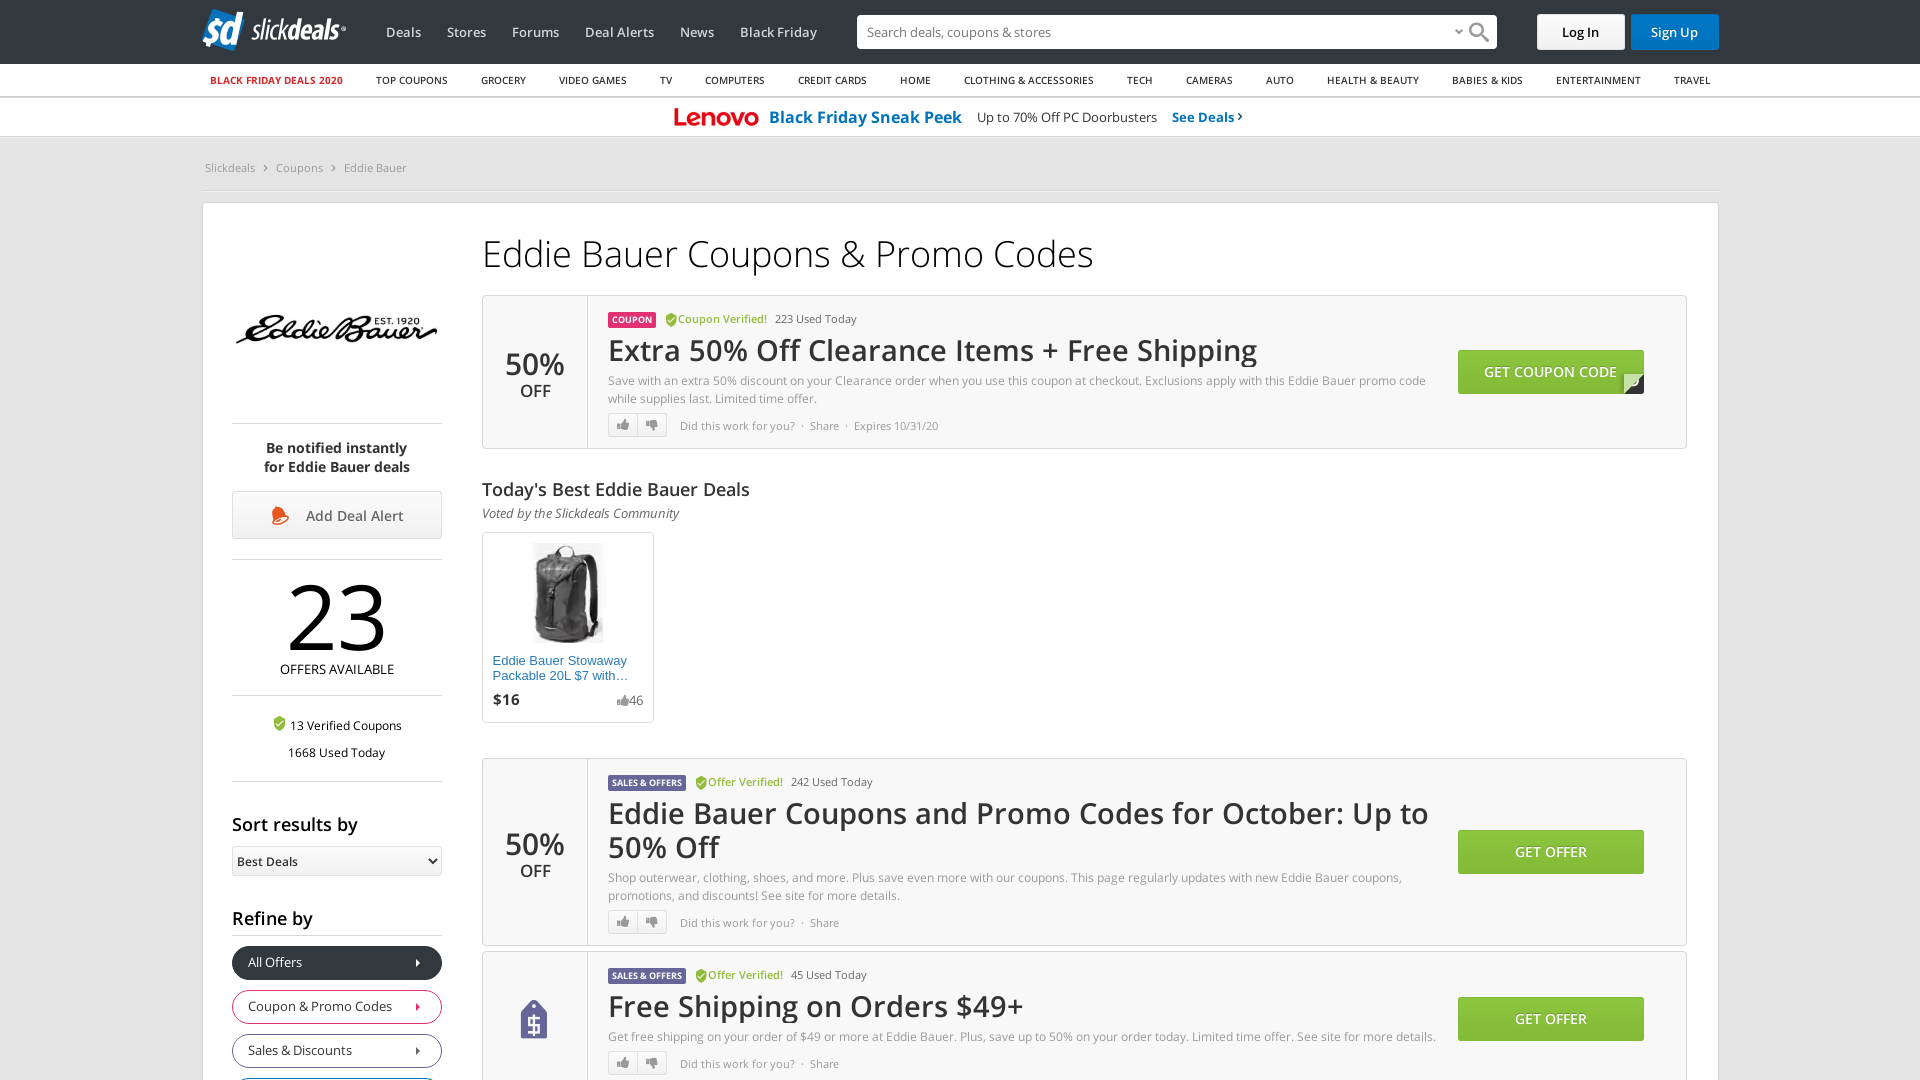 sd slickdeals
Deals
Stores
Forums
Deal Alerts
News
Black Friday
Search deals, coupons & stores
Log In
Sign Up
BLACK FRIDAY DEALS 2020
TOP COUPONS
GROCERY
VIDEO GAMES
TV
COMPUTERS
CREDIT CARDS
HOME
CLOTHING & ACCESSORIES
TECH
CAMERAS
AUTO
HEALTH & BEAUTY
BABIES & KIDS
ENTERTAINMENT
TRAVEL
Lenovo Black Friday Sneak Peek Up to 70% Off PC Doorbusters See Deals
Slickdeals > Coupons > Eddie Bauer
EST. 1920
Eddie Bauer
Be notified instantly
for Eddie Bauer deals
Add Deal Alert
23
OFFERS AVAILABLE
13 Verified Coupons
1668 Used Today
Sort results by
Best Deals
Refine by
All Offers
Coupon & Promo Codes
Sales & Discounts
Eddie Bauer Coupons & Promo Codes
50%
OFF
COUPON Coupon Verified! 223 Used Today
Extra 50% Off Clearance Items + Free Shipping
Save with an extra 50% discount on your Clearance order when you use this coupon at checkout. Exclusions apply with this Eddie Bauer promo code
while supplies last. Limited time offer.
Did this work for you? · Share · Expires 10/31/20
GET COUPON CODE
Today's Best Eddie Bauer Deals
Voted by the Slickdeals Community
Eddie Bauer Stowaway
Packable 20L $7 with...
$16
46
50%
OFF
SALES & OFFERS Offer Verified! 242 Used Today
Eddie Bauer Coupons and Promo Codes for October: Up to
50% Off
Shop outerwear, clothing, shoes, and more. Plus save even more with our coupons. This page regularly updates with new Eddie Bauer coupons,
promotions, and discounts! See site for more details.
Did this work for you? · Share
GET OFFER
SALES & OFFERS Offer Verified! 45 Used Today
Free Shipping on Orders $49+
Get free shipping on your order of $49 or more at Eddie Bauer. Plus, save up to 50% on your order today. Limited time offer. See site for more details.
Did this work for you? · Share
GET OFFER